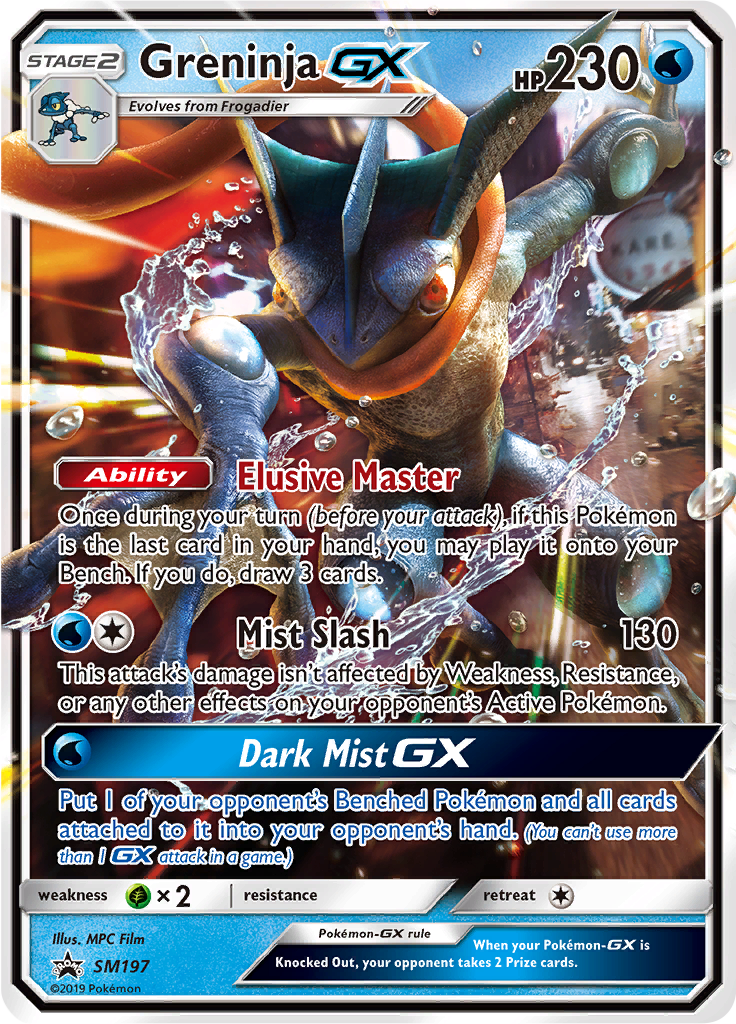 STAGE2
Greninja GX
HP230
Evolves from Frogadier
KARE
Ability Elusive Master
Once during your turn (before your attack), if this Pokémon
is the last card in your hand, you may play it onto your
Bench. If you do, draw 3 cards.
Mist Slash 130
This attack's damage isn't affected by Weakness, Resistance,
or any other effects on your opponent's Active Pokémon.
Dark Mist GX
Put 1 of your opponent's Benched Pokémon and all cards
attached to it into your opponent's hand. (You can't use more
than 1 GX attack in a game.)
weakness ×2 resistance retreat
Illus. MPC Film
PROMO SM197
©2019 Pokémon
Pokémon-GX rule
When your Pokémon-GX is
Knocked Out, your opponent takes 2 Prize cards.